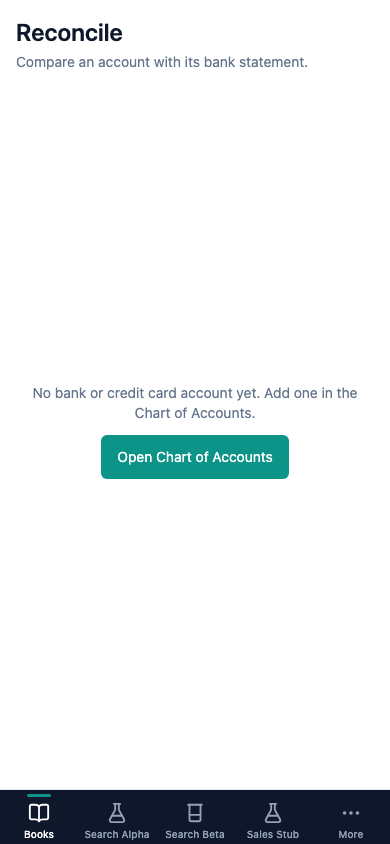 Reconcile
Compare an account with its bank statement.
No bank or credit card account yet. Add one in the
Chart of Accounts.
Open Chart of Accounts
Books
Search Alpha
Search Beta
Sales Stub
More